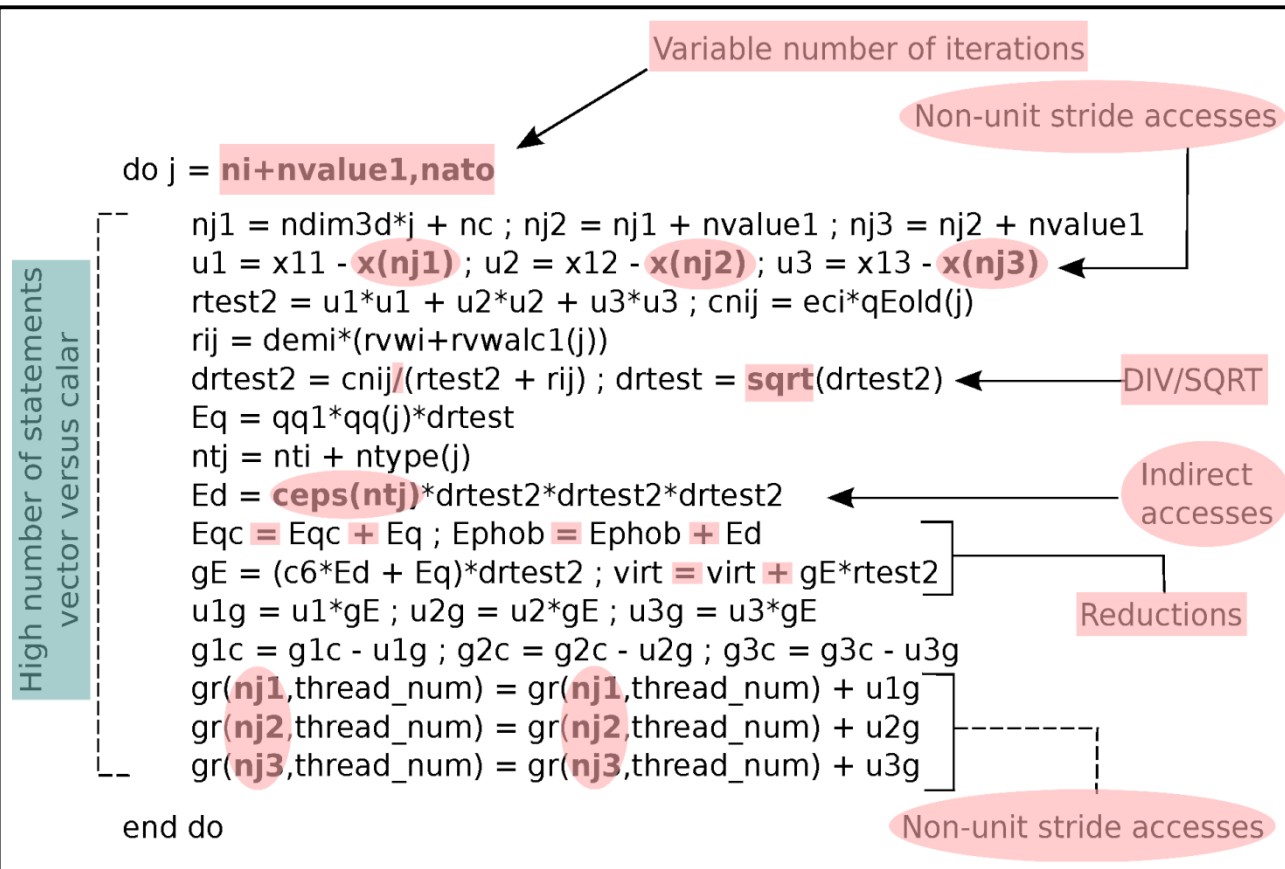 Variable number of iterations
Non-unit stride accesses
do j = ni+nvalue1,nato
nj1 = ndim3d*j + nc ; nj2 = nj1 + nvalue1 ; nj3 = nj2 + nvalue1
u1 = x11 - x(nj1) ; u2 = x12 - x(nj2) ; u3 = x13 - x(nj3)
rtest2 = u1*u1 + u2*u2 + u3*u3 ; cnij = eci*qEold(j)
rij = demi*(rvwi+rvwalc1(j))
drtest2 = cnij/(rtest2 + rij) ; drtest = sqrt(drtest2)
DIV/SQRT
Eq = qq1*qq(j)*drtest
ntj = nti + ntype(j)
Ed = ceps(ntj)*drtest2*drtest2*drtest2
Indirect
accesses
Eqc = Eqc + Eq ; Ephob = Ephob + Ed
gE = (c6*Ed + Eq)*drtest2 ; virt = virt + gE*rtest2
Reductions
u1g = u1*gE ; u2g = u2*gE ; u3g = u3*gE
g1c = g1c - u1g ; g2c = g2c - u2g ; g3c = g3c - u3g
gr(nj1,thread_num) = gr(nj1,thread_num) + u1g
gr(nj2,thread_num) = gr(nj2,thread_num) + u2g
gr(nj3,thread_num) = gr(nj3,thread_num) + u3g
Non-unit stride accesses
end do
High number of statements
vector versus calar